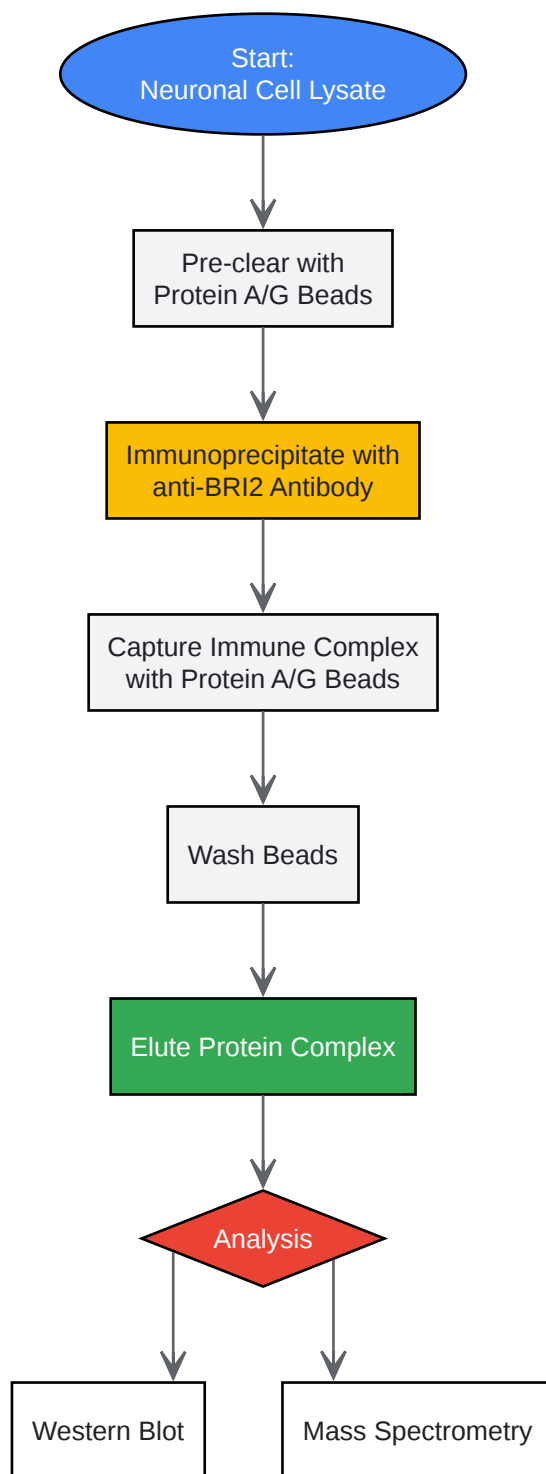 Start:
Neuronal Cell Lysate
Pre-clear with
Protein A/G Beads
Immunoprecipitate with
anti-BRI2 Antibody
Capture Immune Complex
with Protein A/G Beads
Wash Beads
Elute Protein Complex
Analysis
Western Blot
Mass Spectrometry